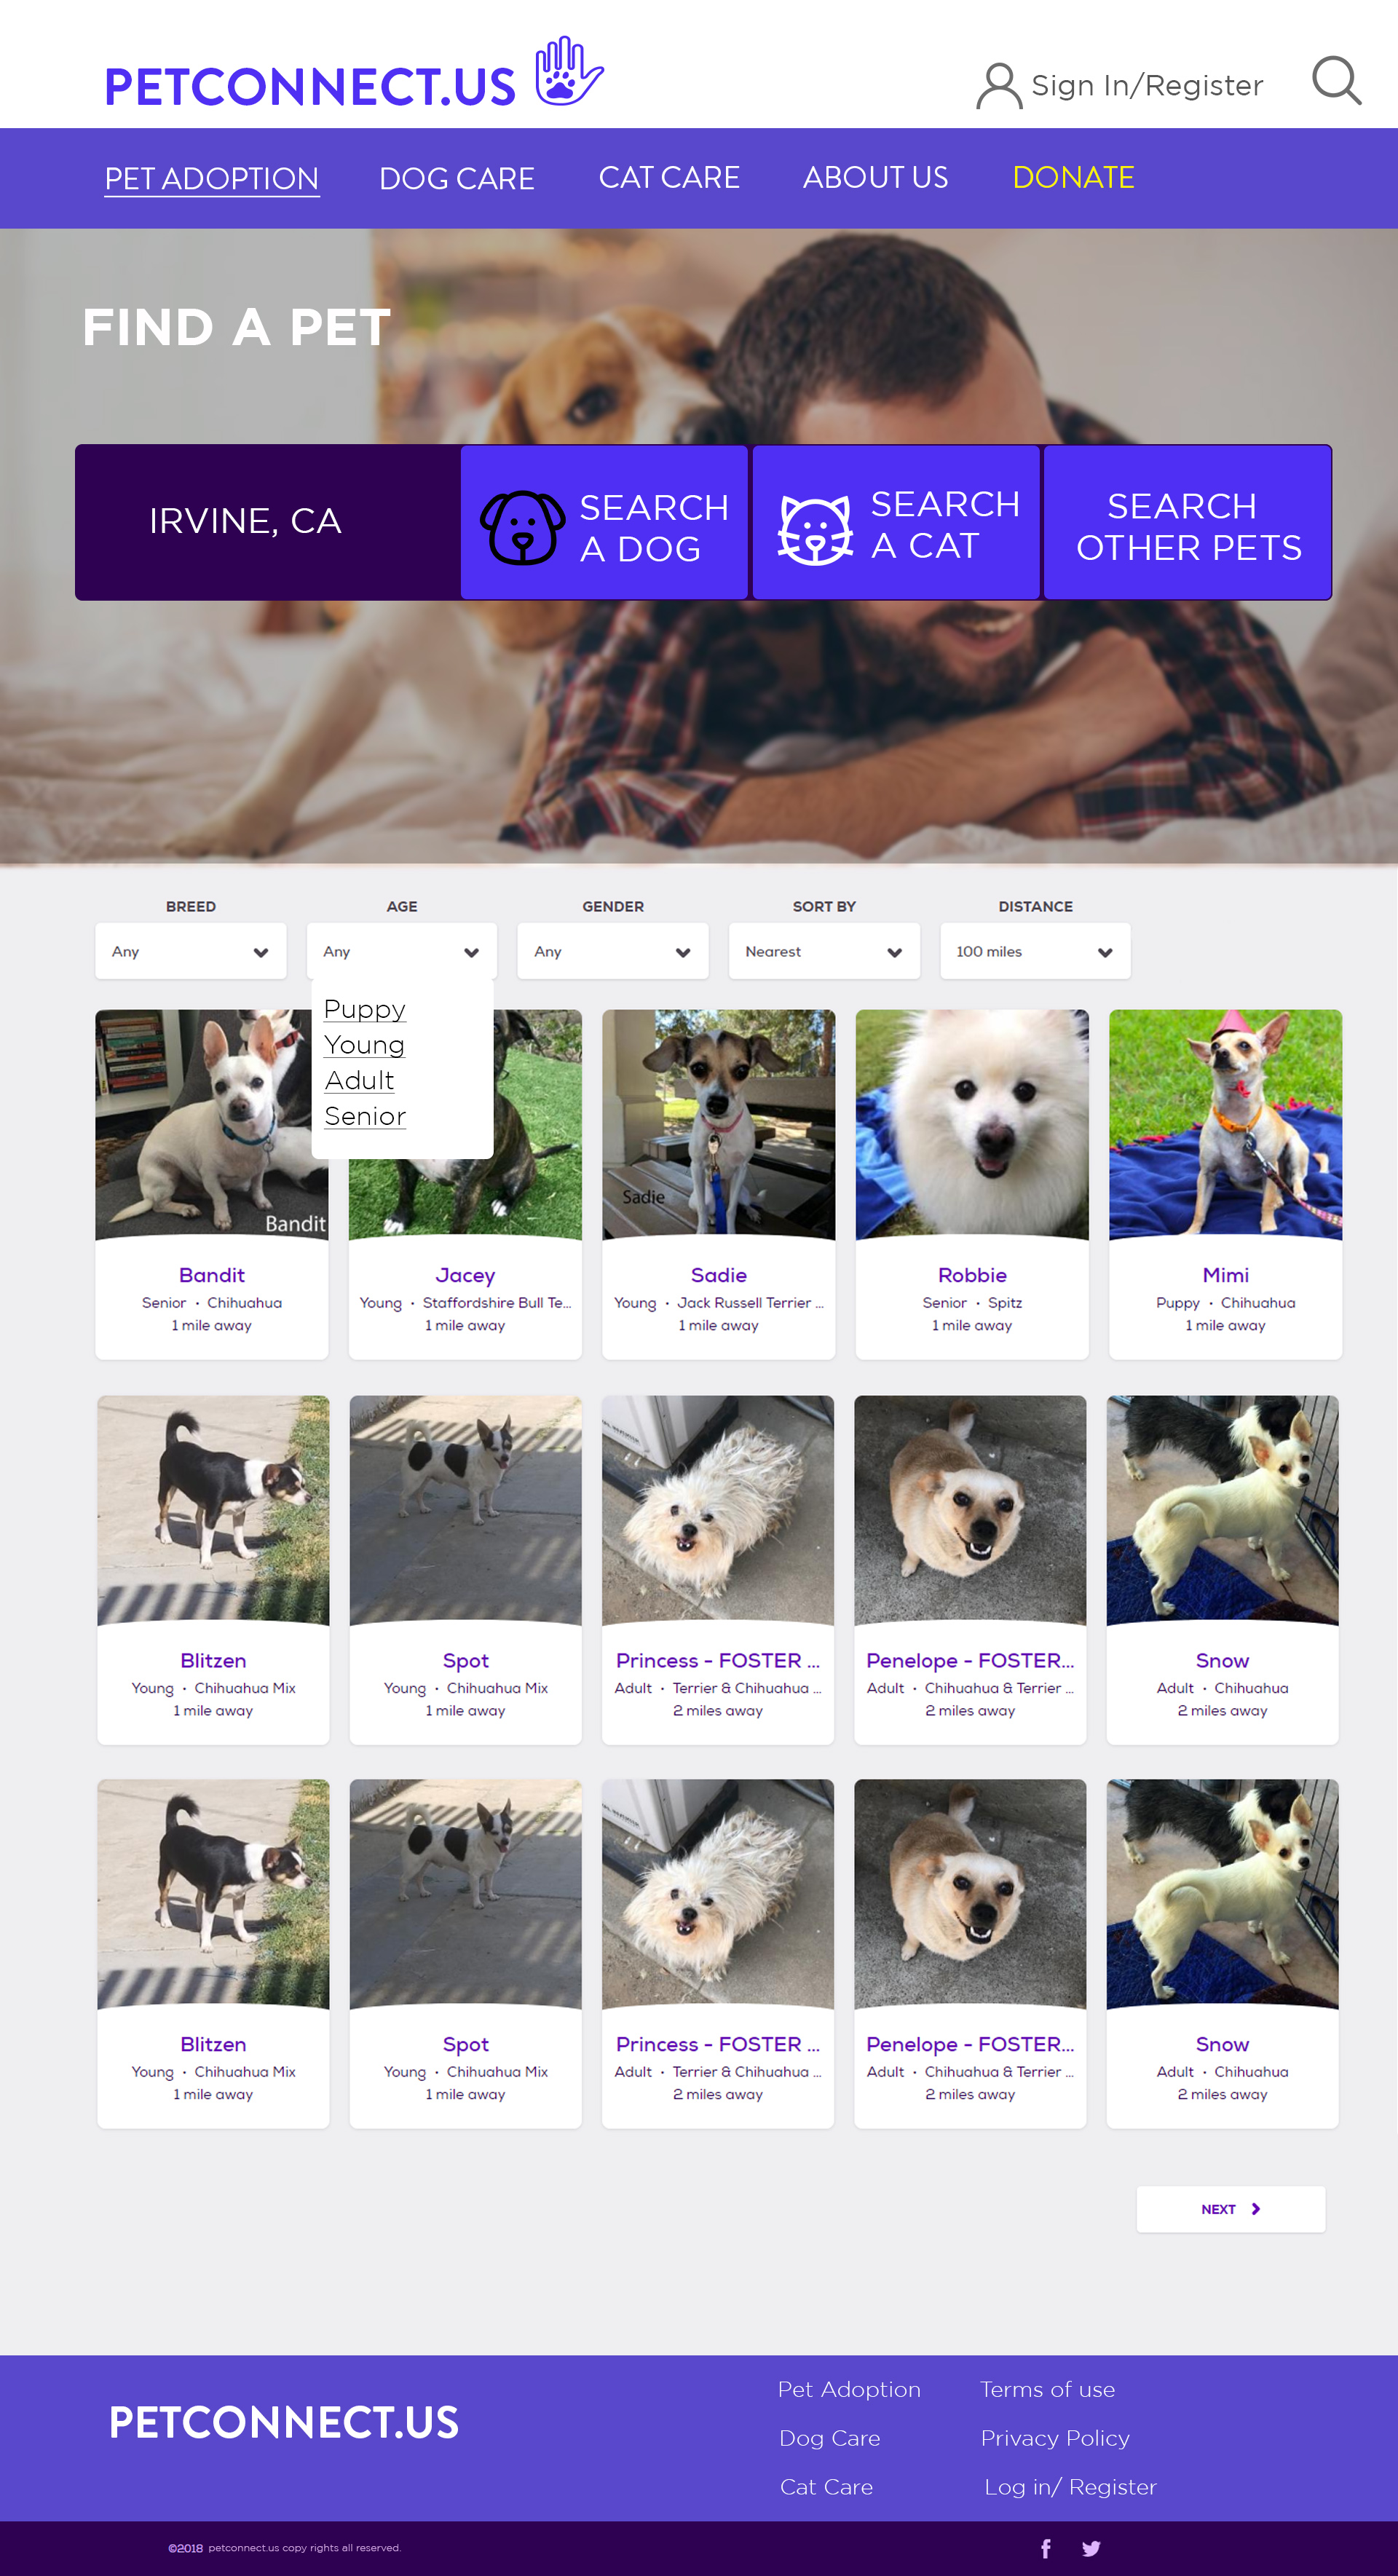 PETCONNECT.US
Sign In/Register
PET ADOPTION DOG CARE CAT CARE ABOUT US DONATE
FIND A PET
IRVINE, CA
SEARCH
A DOG
SEARCH
A CAT
SEARCH
OTHER PETS
BREED AGE GENDER SORT BY DISTANCE
Any Any Any Nearest 100 miles
Puppy
Young
Adult
Senior
Bandit
Sadie
Bandit
Senior • Chihuahua
1 mile away
Jacey
Young • Staffordshire Bull Te...
1 mile away
Sadie
Young • Jack Russell Terrier ...
1 mile away
Robbie
Senior • Spitz
1 mile away
Mimi
Puppy • Chihuahua
1 mile away
Blitzen
Young • Chihuahua Mix
1 mile away
Spot
Young • Chihuahua Mix
1 mile away
Princess - FOSTER ...
Adult • Terrier & Chihuahua ...
2 miles away
Penelope - FOSTER...
Adult • Chihuahua & Terrier ...
2 miles away
Snow
Adult • Chihuahua
2 miles away
Blitzen
Young • Chihuahua Mix
1 mile away
Spot
Young • Chihuahua Mix
1 mile away
Princess - FOSTER ...
Adult • Terrier & Chihuahua ...
2 miles away
Penelope - FOSTER...
Adult • Chihuahua & Terrier ...
2 miles away
Snow
Adult • Chihuahua
2 miles away
NEXT
PETCONNECT.US
Pet Adoption
Dog Care
Cat Care
Terms of use
Privacy Policy
Log in/ Register
©2018 petconnect.us copy rights all reserved.